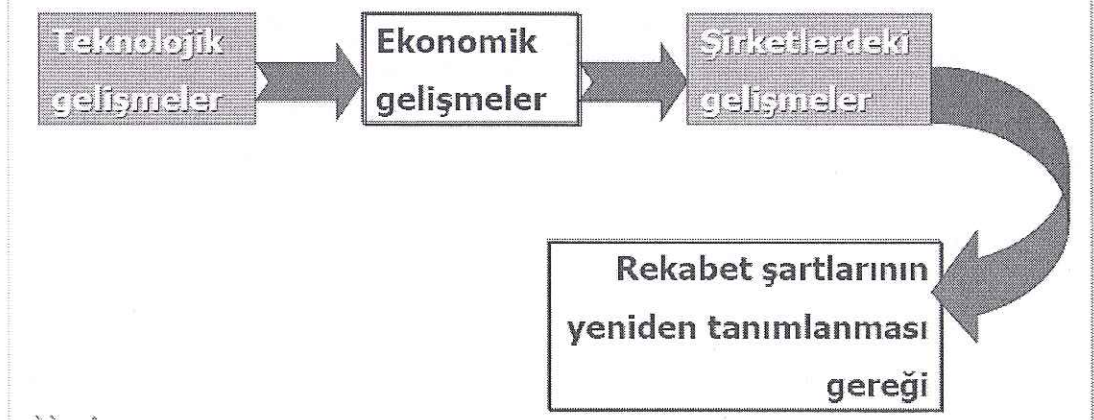 Teknolojik
gelişmeler
Ekonomik
gelişmeler
Şirketlerdeki
gelişmeler
Rekabet şartlarının
yeniden tanımlanması
gereği